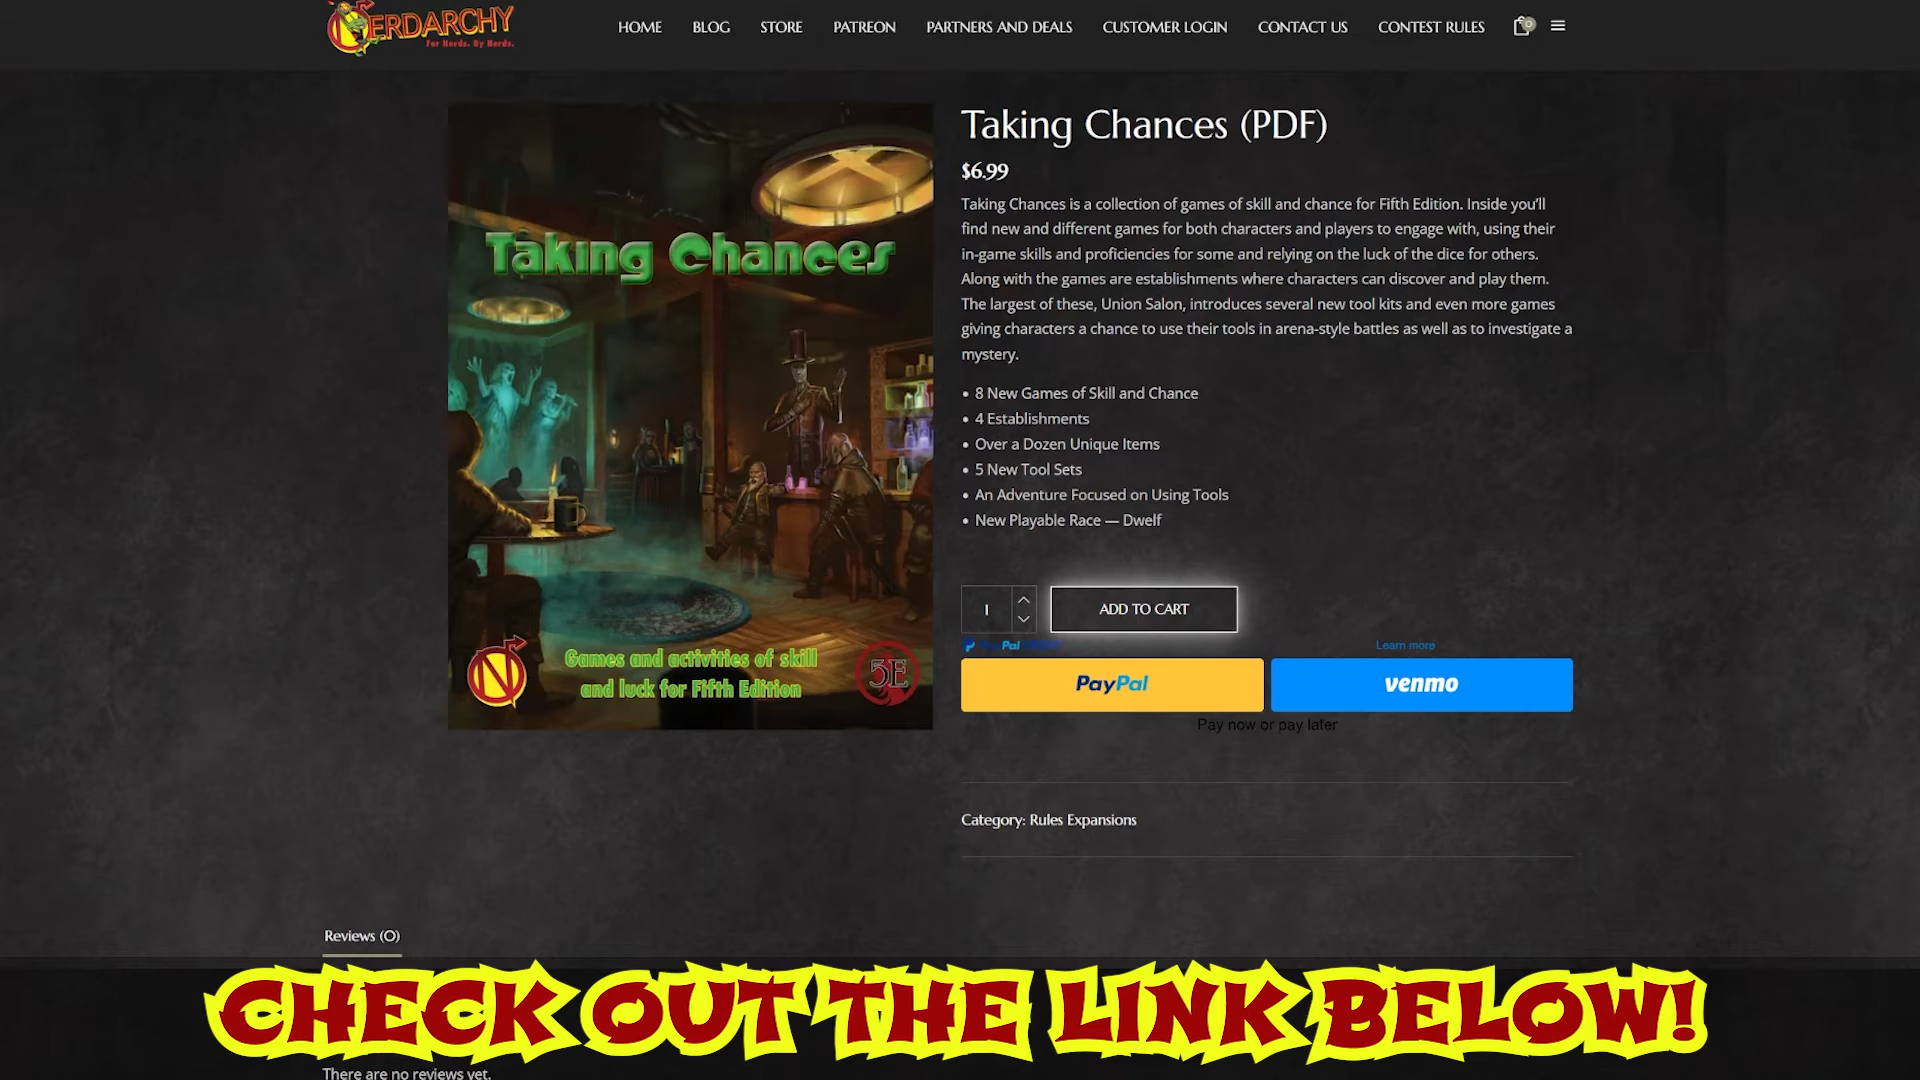 NERDARCHY
For Nerds. By Nerds.
HOME
BLOG
STORE
PATREON
PARTNERS AND DEALS
CUSTOMER LOGIN
CONTACT US
CONTEST RULES
0
Taking Chances
Games and activities of skill
and luck for Fifth Edition
N
5E
Taking Chances (PDF)
$6.99
Taking Chances is a collection of games of skill and chance for Fifth Edition. Inside you’ll
find new and different games for both characters and players to engage with, using their
in-game skills and proficiencies for some and relying on the luck of the dice for others.
Along with the games are establishments where characters can discover and play them.
The largest of these, Union Salon, introduces several new tool kits and even more games
giving characters a chance to use their tools in arena-style battles as well as to investigate a
mystery.
• 8 New Games of Skill and Chance
• 4 Establishments
• Over a Dozen Unique Items
• 5 New Tool Sets
• An Adventure Focused on Using Tools
• New Playable Race — Dwelf
1
ADD TO CART
PayPal
Learn more
PayPal
venmo
Pay now or pay later
Category: Rules Expansions
Reviews (0)
CHECK OUT THE LINK BELOW!
There are no reviews yet.